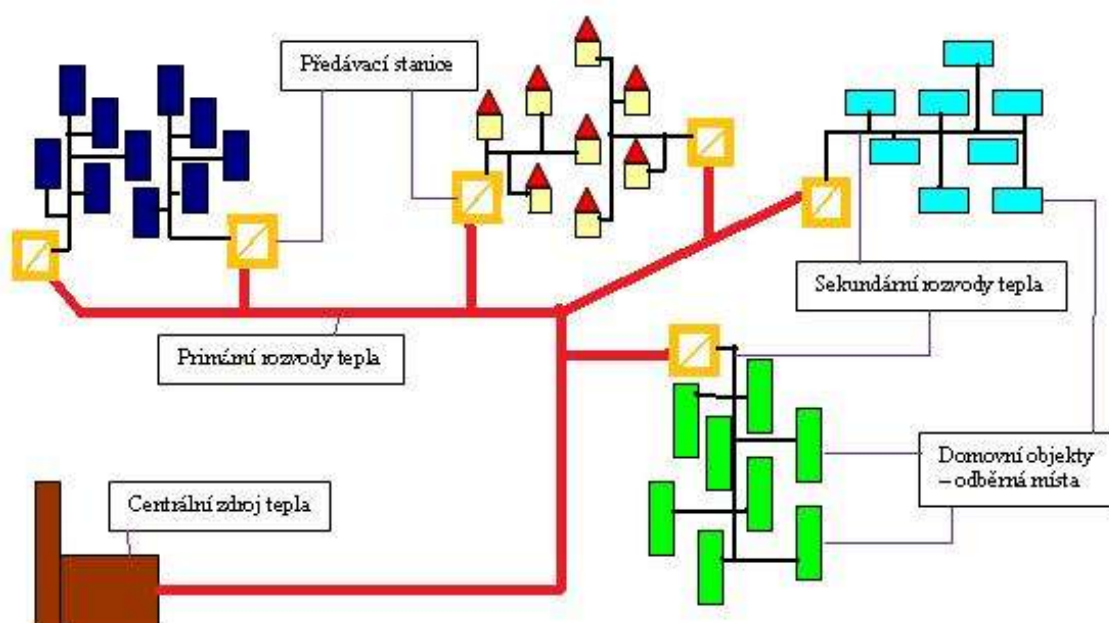 Předávací stanice
Sekundární rozvody tepla
Primární rozvody tepla
Domovní objekty
– odběrná místa
Centrální zdroj tepla